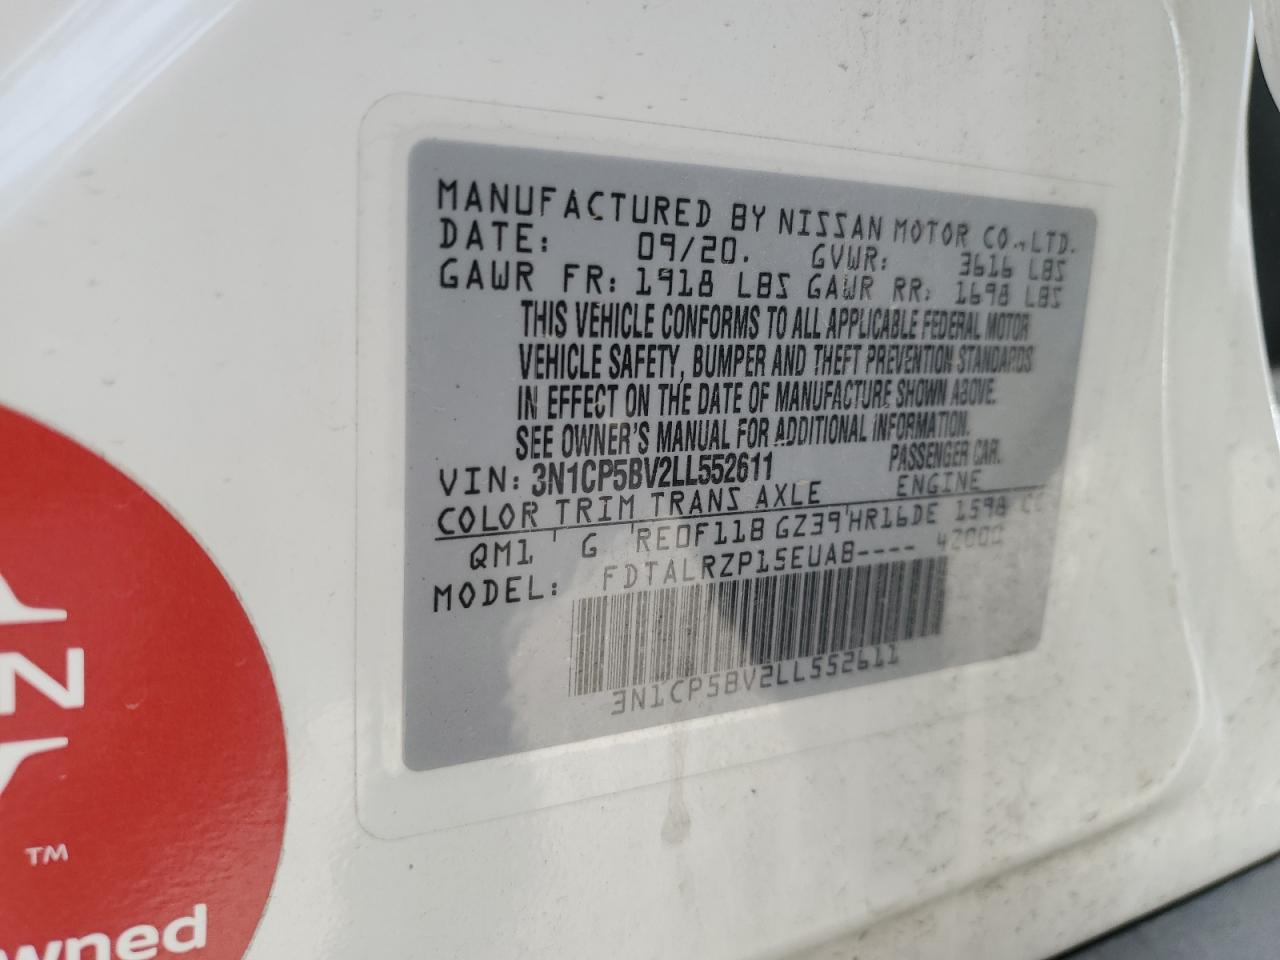 MANUFACTURED BY NISSAN MOTOR CO., LTD.
DATE: 09/20. GVWR: 3616 LBS
GAWR FR: 1918 LBS GAWR RR: 1698 LBS
THIS VEHICLE CONFORMS TO ALL APPLICABLE FEDERAL MOTOR
VEHICLE SAFETY, BUMPER AND THEFT PREVENTION STANDARDS
IN EFFECT ON THE DATE OF MANUFACTURE SHOWN ABOVE.
SEE OWNER'S MANUAL FOR ADDITIONAL INFORMATION.
VIN: 3N1CP5BV2LL552611 PASSENGER CAR.
COLOR TRIM TRANS AXLE ENGINE
QM1 G RE0F11B GZ39 HR16DE 1598 CC
MODEL: FDTALRZP15EUAB---- 42000
3N1CP5BV2LL552611
N
TM
wned